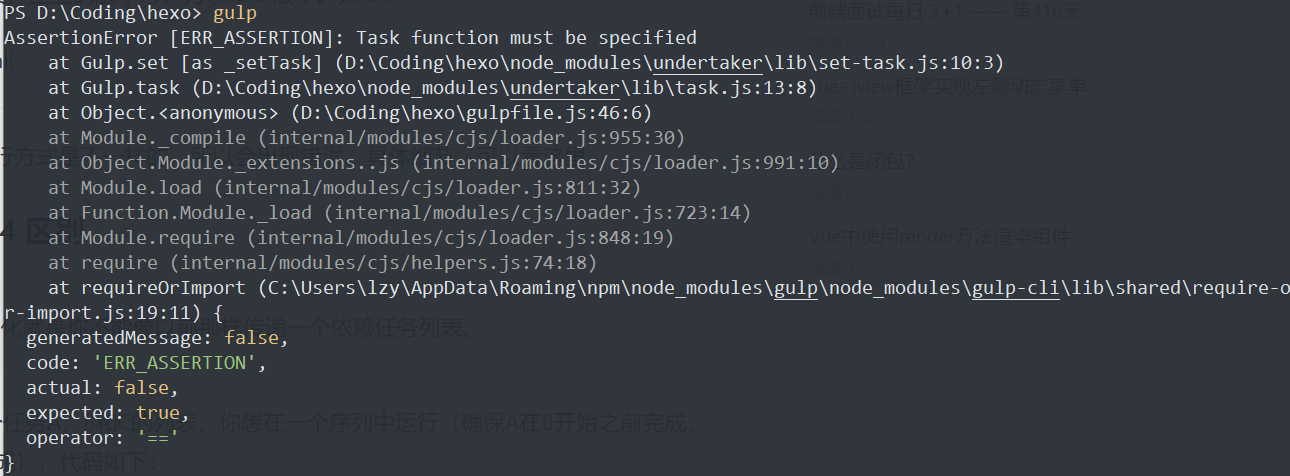 PS D:\Coding\hexo> gulp
AssertionError [ERR_ASSERTION]: Task function must be specified
at Gulp.set [as _setTask] (D:\Coding\hexo\node_modules\undertaker\lib\set-task.js:10:3)
at Gulp.task (D:\Coding\hexo\node_modules\undertaker\lib\task.js:13:8)
at Object.<anonymous> (D:\Coding\hexo\gulpfile.js:46:6)
at Module._compile (internal/modules/cjs/loader.js:955:30)
at Object.Module._extensions..js (internal/modules/cjs/loader.js:991:10)
at Module.load (internal/modules/cjs/loader.js:811:32)
at Function.Module._load (internal/modules/cjs/loader.js:723:14)
at Module.require (internal/modules/cjs/loader.js:848:19)
at require (internal/modules/cjs/helpers.js:74:18)
at requireOrImport (C:\Users\lzy\AppData\Roaming\npm\node_modules\gulp\node_modules\gulp-cli\lib\shared\require-o
r-import.js:19:11) {
generatedMessage: false,
code: 'ERR_ASSERTION',
actual: false,
expected: true,
operator: '=='
}
前端面试每日 3+1 —— 第416天
vue+iview框架实现左侧动态菜单
是闭包?
Vue中使用render方法渲染组件
4 区别
传递一个依赖任务列表。
的列表，你想在一个序列中运行（确保A在B开始之前完成，
，代码如下：